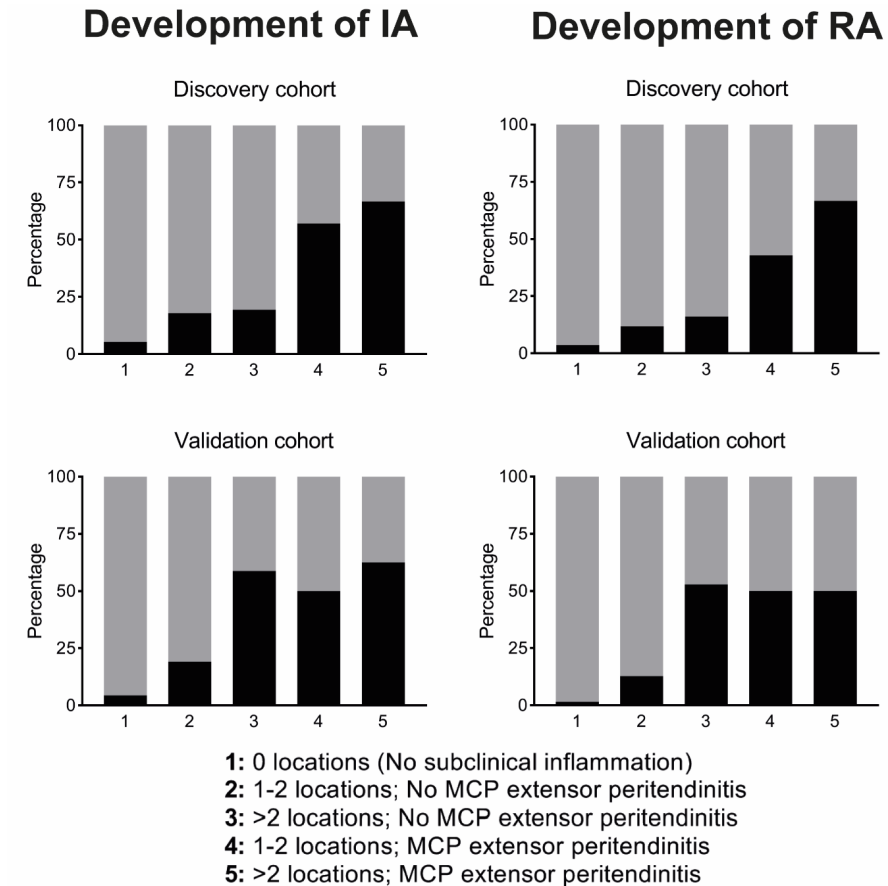 Development of IA
Development of RA
Discovery cohort
Discovery cohort
Percentage
100
75
50
25
0
1 2 3 4 5
Percentage
100
75
50
25
0
1 2 3 4 5
Validation cohort
Validation cohort
Percentage
100
75
50
25
0
1 2 3 4 5
Percentage
100
75
50
25
0
1 2 3 4 5
1: 0 locations (No subclinical inflammation)
2: 1-2 locations; No MCP extensor peritendinitis
3: >2 locations; No MCP extensor peritendinitis
4: 1-2 locations; MCP extensor peritendinitis
5: >2 locations; MCP extensor peritendinitis